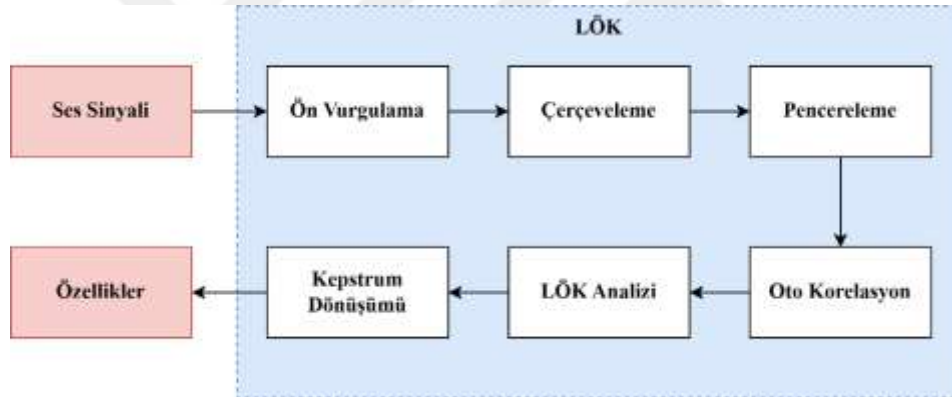 LÖK
Ses Sinyali
Ön Vurgulama
Çerçeveleme
Pencereleme
Özellikler
Kepstrum
Dönüşümü
LÖK Analizi
Oto Korelasyon